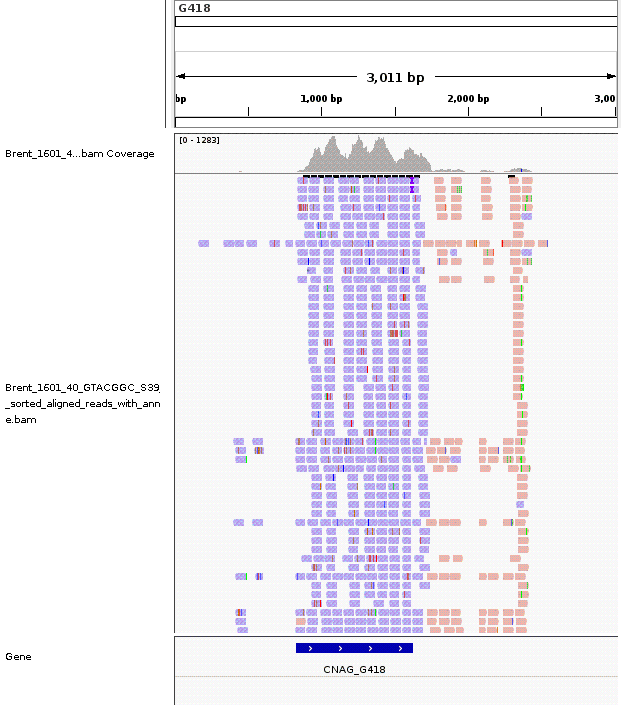 G418
3,011 bp
bp 1,000 bp 2,000 bp 3,00
[0 - 1283]
Brent_1601_4...bam Coverage
Brent_1601_40_GTACGGC_S39_
_sorted_aligned_reads_with_ann
e.bam
Gene
CNAG_G418